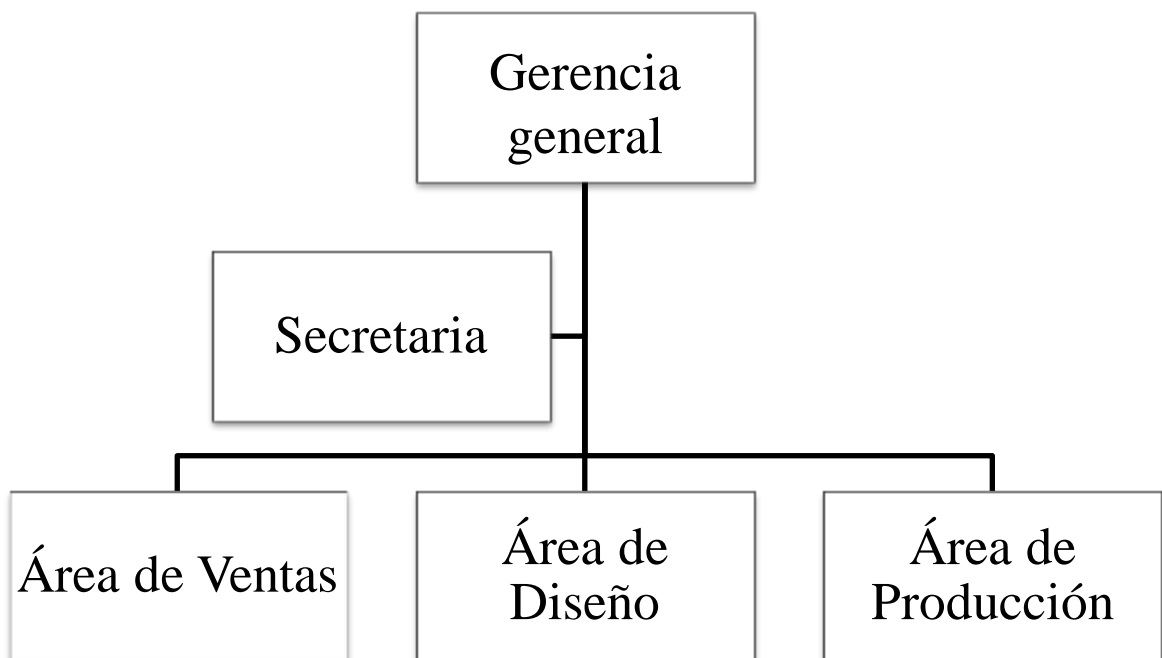 Gerencia
general
Secretaria
Área de Ventas
Área de
Diseño
Área de
Producción